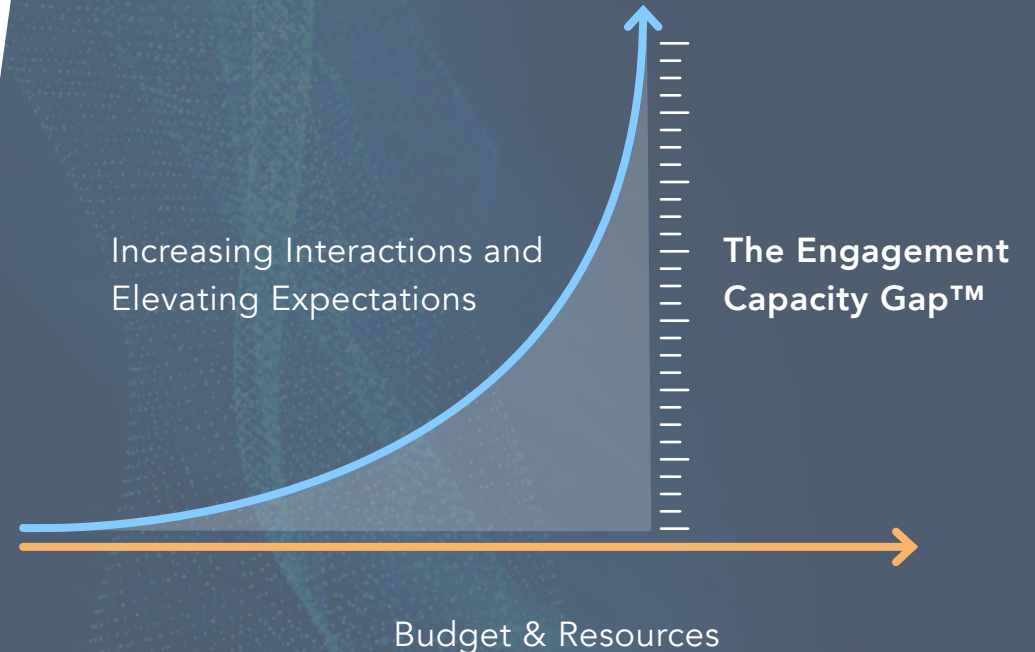 Increasing Interactions and
Elevating Expectations
The Engagement
Capacity Gap™
Budget & Resources